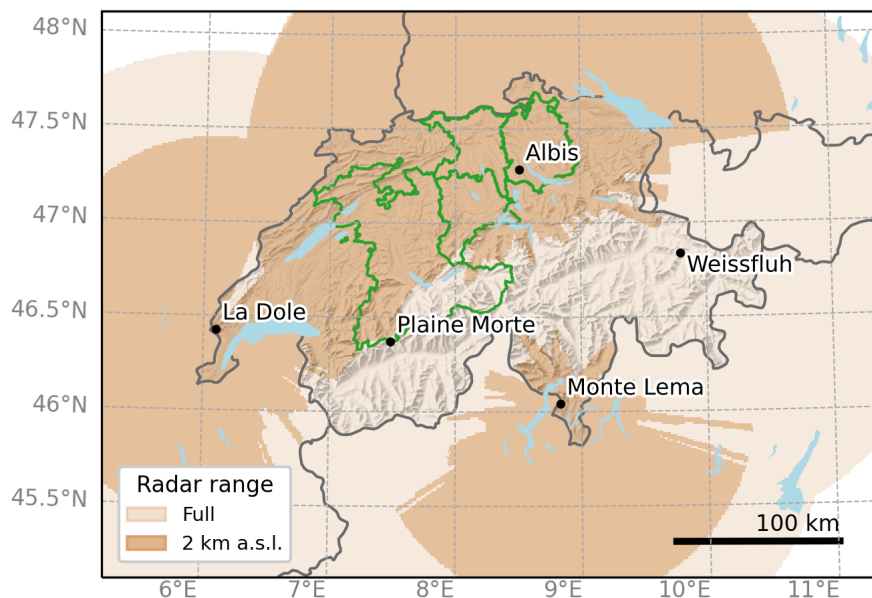 48°N
47.5°N
47°N
46.5°N
46°N
45.5°N
Albis
Weissfluh
La Dole
Plaine Morte
Monte Lema
Radar range
Full
2 km a.s.l.
100 km
6°E
7°E
8°E
9°E
10°E
11°E